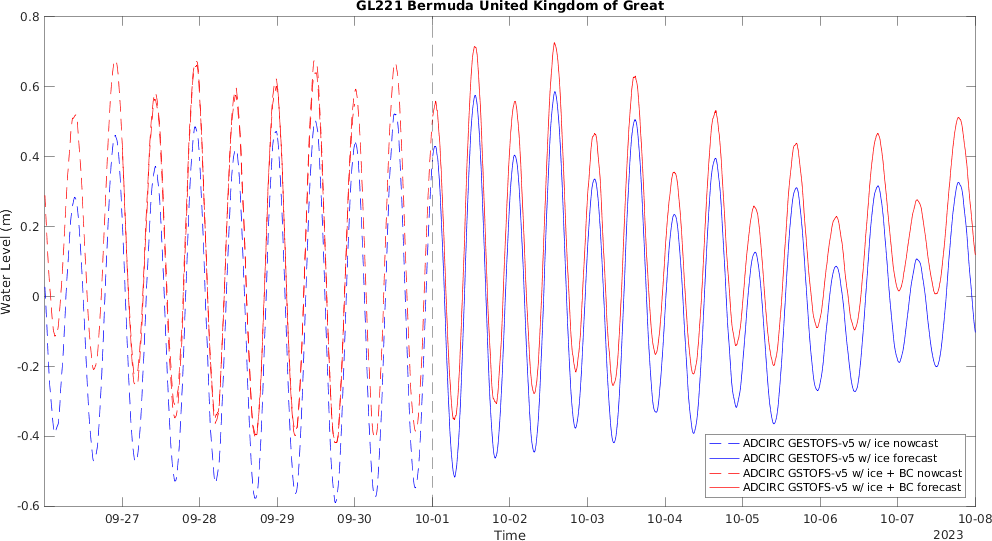 GL221 Bermuda United Kingdom of Great
0.8
0.6
0.4
0.2
0
-0.2
-0.4
-0.6
Water Level (m)
09-27 09-28 09-29 09-30 10-01 10-02 10-03 10-04 10-05 10-06 10-07 10-08
Time
2023
ADCIRC GESTOFS-v5 w/ ice nowcast
ADCIRC GESTOFS-v5 w/ ice forecast
ADCIRC GSTOFS-v5 w/ ice + BC nowcast
ADCIRC GSTOFS-v5 w/ ice + BC forecast